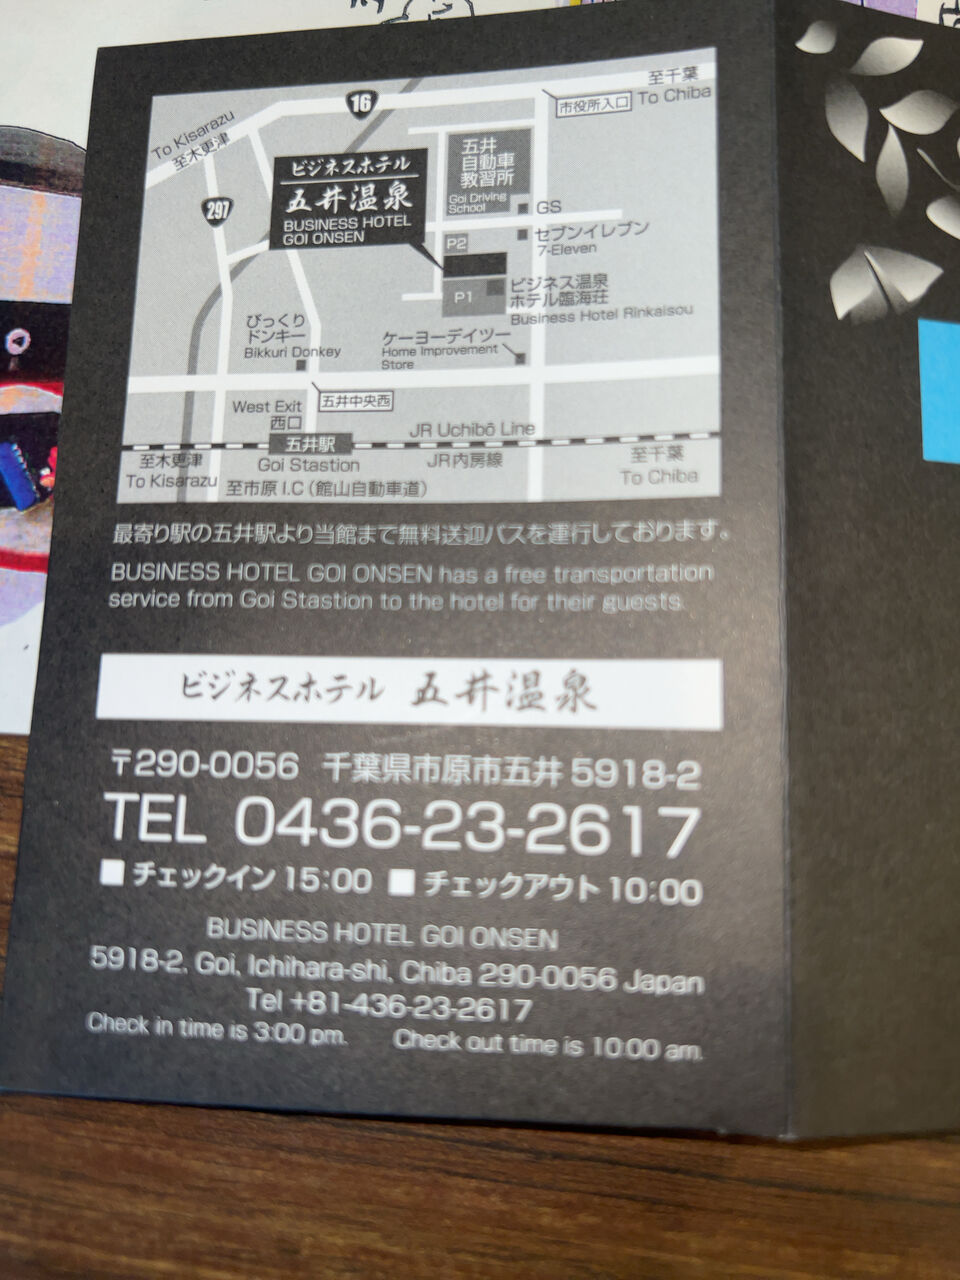 至千葉
To Chiba
市役所入口
16
To Kisarazu
至木更津
297
ビジネスホテル
五井温泉
BUSINESS HOTEL
GOI ONSEN
五井
自動車
教習所
Goi Driving
School
GS
セブンイレブン
7-Eleven
P2
P1
ビジネス温泉
ホテル臨海荘
Business Hotel Rinkaisou
びっくり
ドンキー
Bikkuri Donkey
ケーヨーデイツー
Home Improvement
Store
五井中央西
West Exit
西口
五井駅
Goi Stastion
JR Uchibō Line
JR内房線
至木更津
To Kisarazu
至千葉
To Chiba
至市原 I.C (館山自動車道)
最寄り駅の五井駅より当館まで無料送迎バスを運行しております。
BUSINESS HOTEL GOI ONSEN has a free transportation
service from Goi Stastion to the hotel for their guests.
ビジネスホテル 五井温泉
〒290-0056 千葉県市原市五井 5918-2
TEL 0436-23-2617
■ チェックイン 15:00 ■ チェックアウト 10:00
BUSINESS HOTEL GOI ONSEN
5918-2, Goi, Ichihara-shi, Chiba 290-0056 Japan
Tel +81-436-23-2617
Check in time is 3:00 pm. Check out time is 10:00 am.